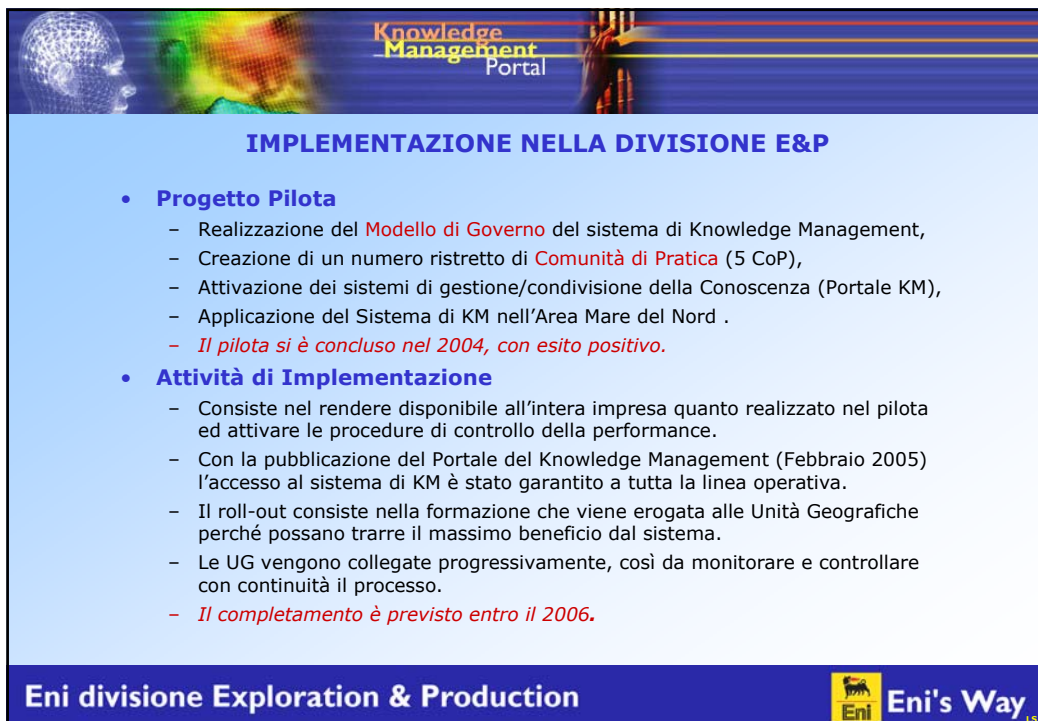 Knowledge
Management
Portal
IMPLEMENTAZIONE NELLA DIVISIONE E&P
• Progetto Pilota
– Realizzazione del Modello di Governo del sistema di Knowledge Management,
– Creazione di un numero ristretto di Comunità di Pratica (5 CoP),
– Attivazione dei sistemi di gestione/condivisione della Conoscenza (Portale KM),
– Applicazione del Sistema di KM nell’Area Mare del Nord .
– Il pilota si è concluso nel 2004, con esito positivo.
• Attività di Implementazione
– Consiste nel rendere disponibile all’intera impresa quanto realizzato nel pilota
ed attivare le procedure di controllo della performance.
– Con la pubblicazione del Portale del Knowledge Management (Febbraio 2005)
l’accesso al sistema di KM è stato garantito a tutta la linea operativa.
– Il roll-out consiste nella formazione che viene erogata alle Unità Geografiche
perché possano trarre il massimo beneficio dal sistema.
– Le UG vengono collegate progressivamente, così da monitorare e controllare
con continuità il processo.
– Il completamento è previsto entro il 2006.
Eni divisione Exploration & Production
Eni
Eni's Way